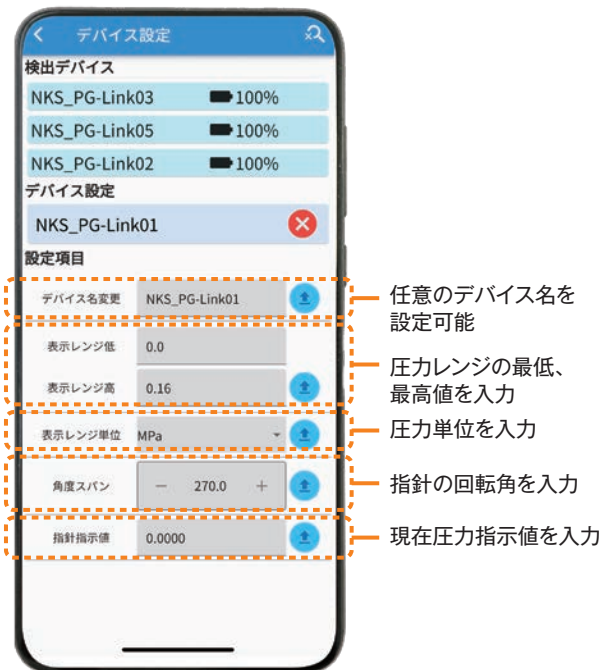 デバイス設定
検出デバイス
NKS_PG-Link03 100%
NKS_PG-Link05 100%
NKS_PG-Link02 100%
デバイス設定
NKS_PG-Link01
設定項目
デバイス名変更 NKS_PG-Link01
任意のデバイス名を
設定可能
表示レンジ低 0.0
表示レンジ高 0.16
圧力レンジの最低、
最高値を入力
表示レンジ単位 MPa
圧力単位を入力
角度スパン − 270.0 +
指針の回転角を入力
指針指示値 0.0000
現在圧力指示値を入力